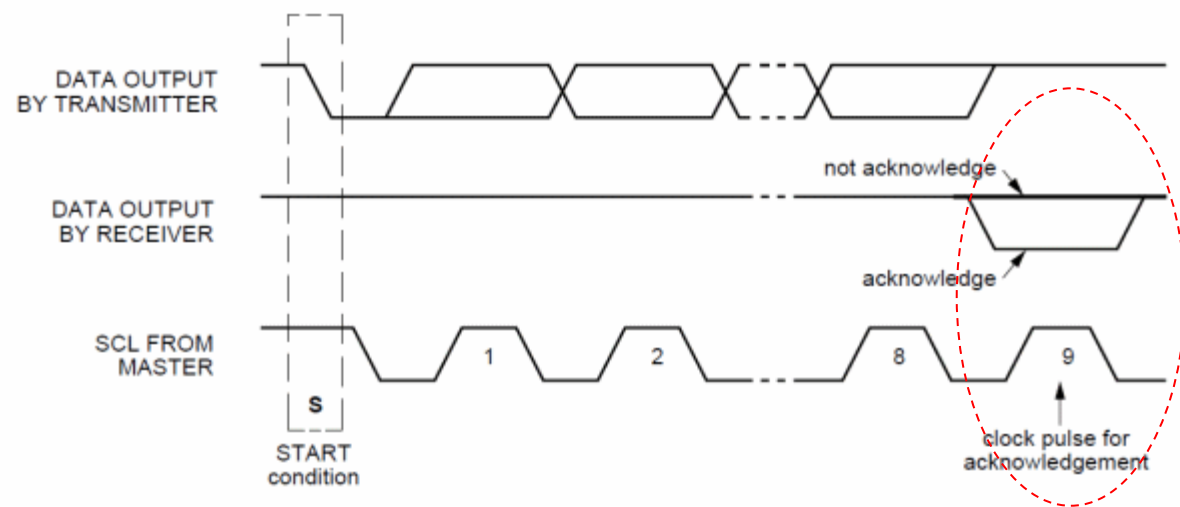 DATA OUTPUT
BY TRANSMITTER
not acknowledge
DATA OUTPUT
BY RECEIVER
acknowledge
SCL FROM
MASTER
1
2
8
9
S
START
condition
clock pulse for
acknowledgement